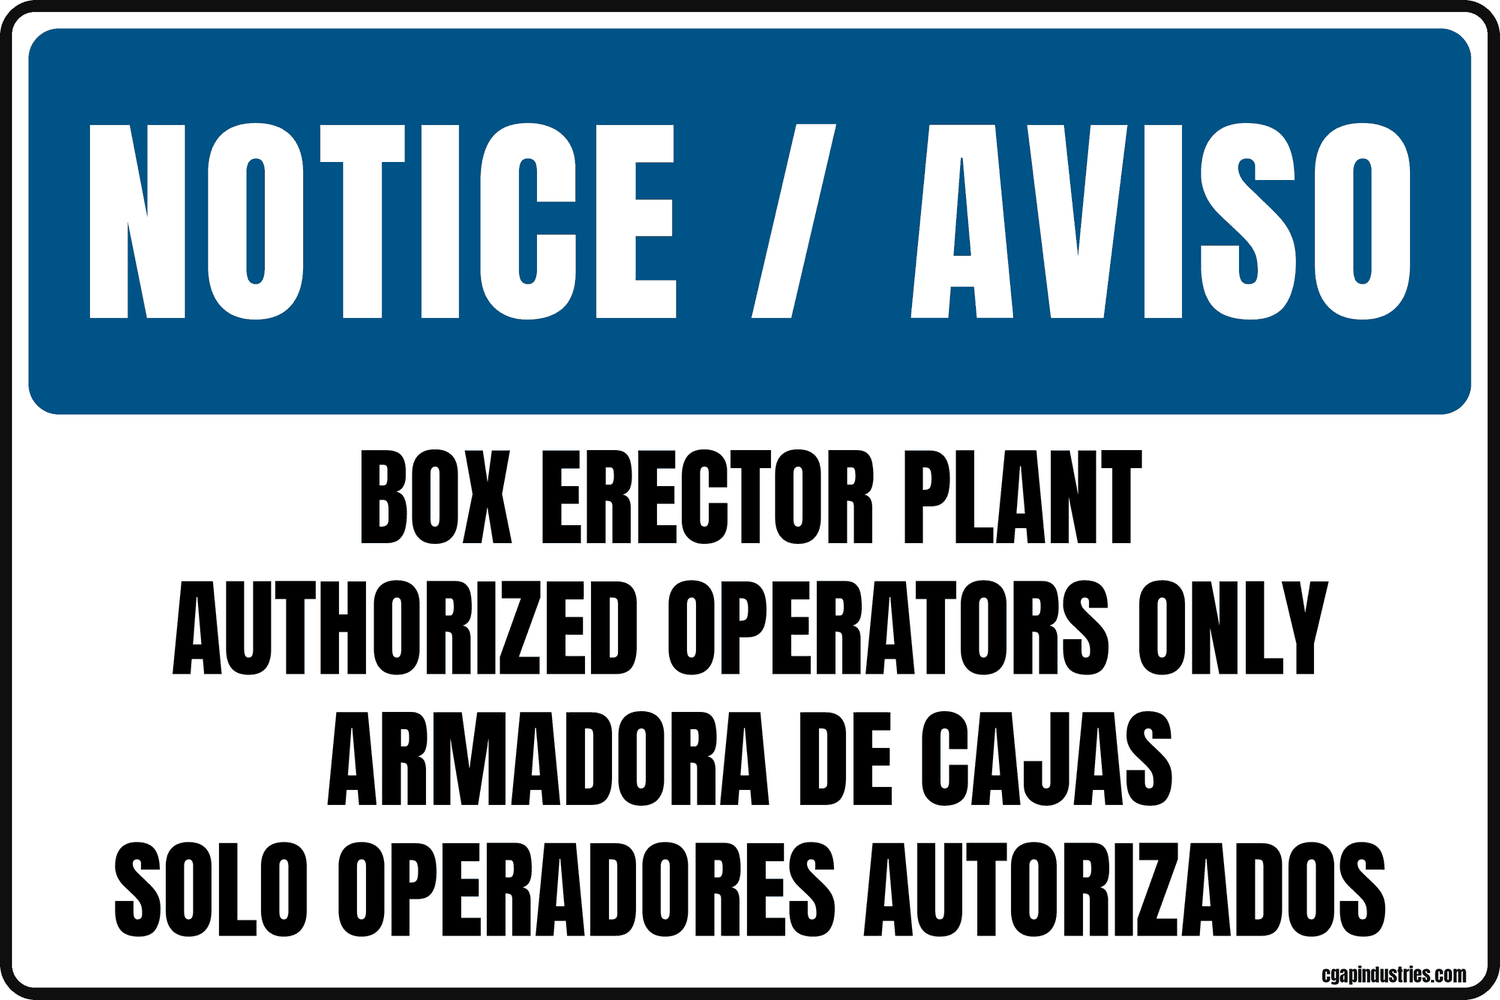 NOTICE / AVISO
BOX ERECTOR PLANT
AUTHORIZED OPERATORS ONLY
ARMADORA DE CAJAS
SOLO OPERADORES AUTORIZADOS
cgapindustries.com